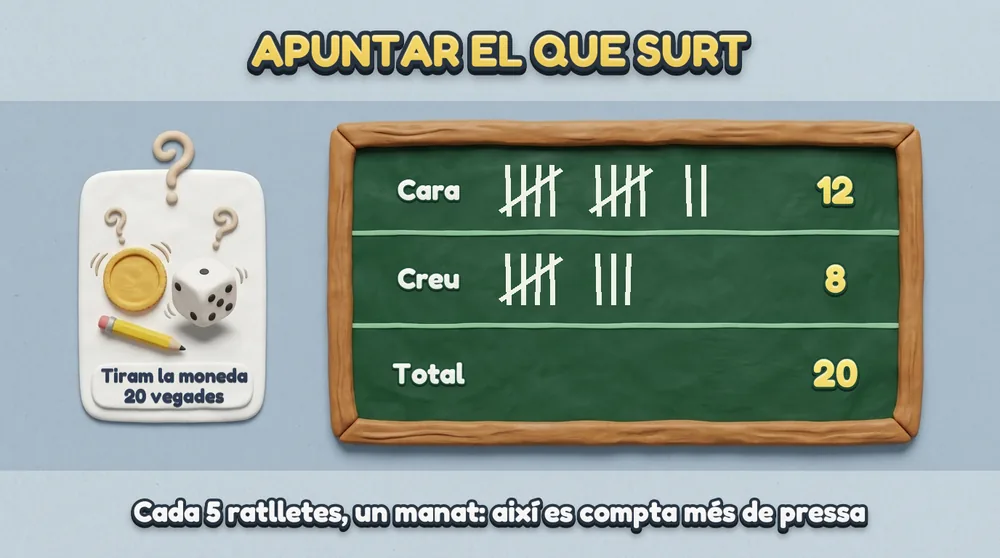 APUNTAR EL QUE SURT
Tiram la moneda
20 vegades
Cara 12
Creu 8
Total 20
Cada 5 ratlletes, un manat: així es compta més de pressa